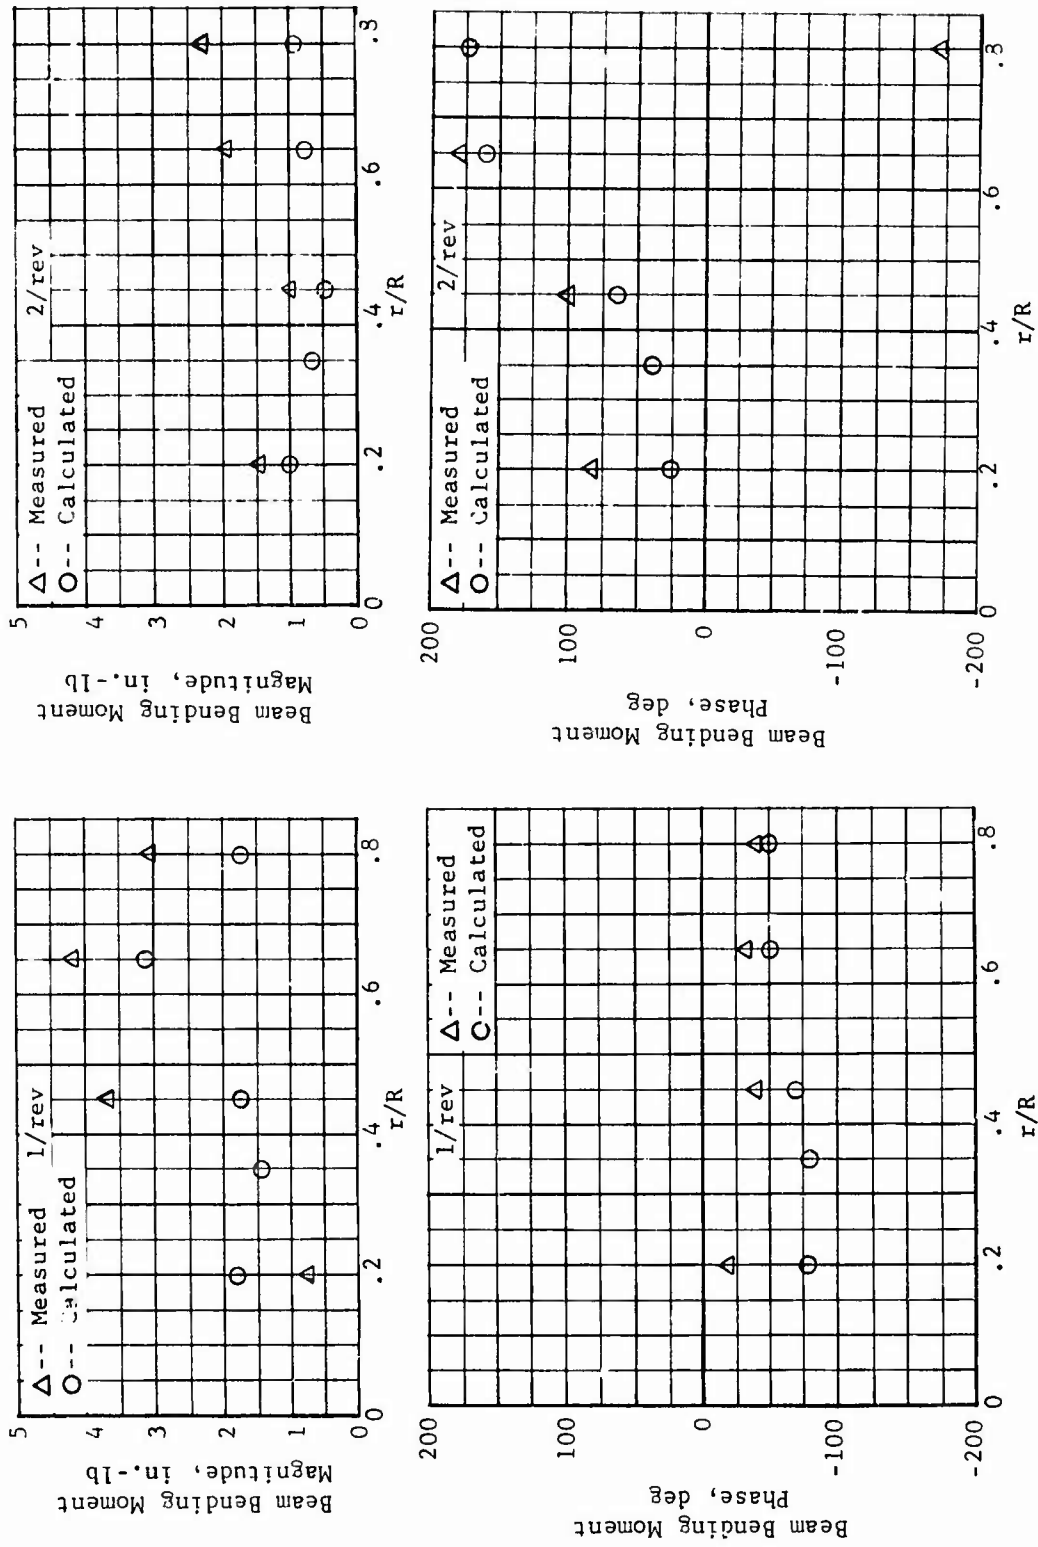 Beam Bending Moment
Magnitude, in.-lb
5
4
3
2
1
0
Δ-- Measured
O-- Calculated
1/rev
0
.2
.4
.6
.8
r/R
Beam Bending Moment
Magnitude, in.-lb
5
4
3
2
1
0
Δ-- Measured
O-- Calculated
2/rev
0
.2
.4
.6
.8
r/R
Beam Bending Moment
Phase, deg
200
100
0
-100
-200
1/rev
Δ-- Measured
O-- Calculated
0
.2
.4
.6
.8
r/R
Beam Bending Moment
Phase, deg
200
100
0
-100
-200
Δ-- Measured
O-- Calculated
2/rev
0
.2
.4
.6
.8
r/R